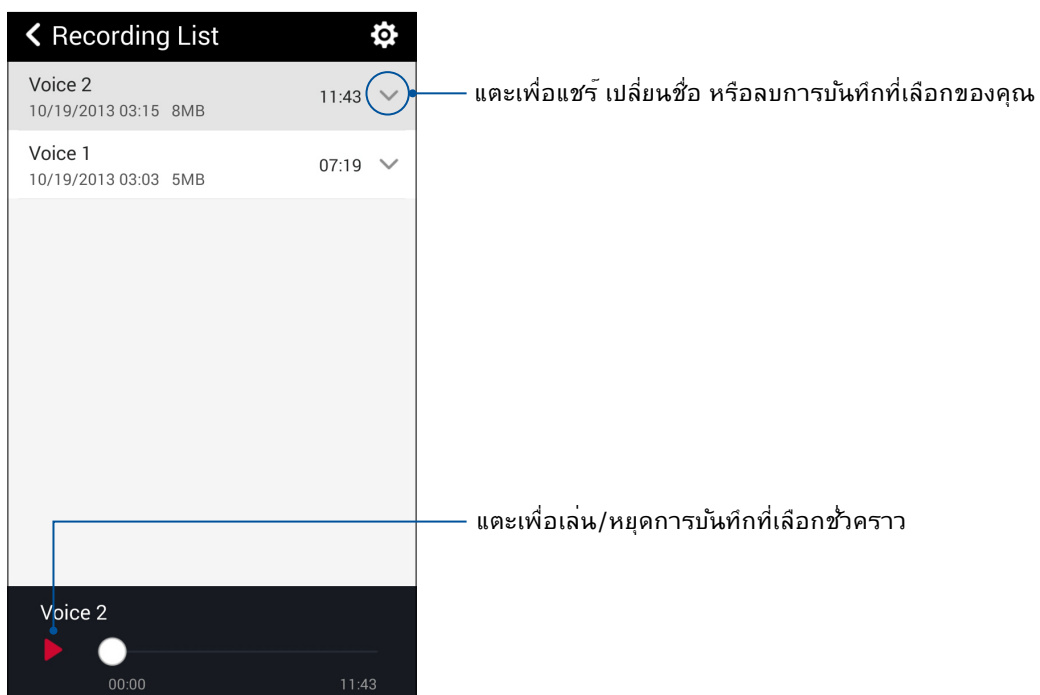 Recording List
Voice 2
11:43
แตะเพื่อแชร์ เปลี่ยนชื่อ หรือลบการบันทึกที่เลือกของคุณ
10/19/2013 03:15 8MB
Voice 1
07:19
10/19/2013 03:03 5MB
แตะเพื่อเล่น/หยุดการบันทึกที่เลือกชั่วคราว
Voice 2
00:00 11:43